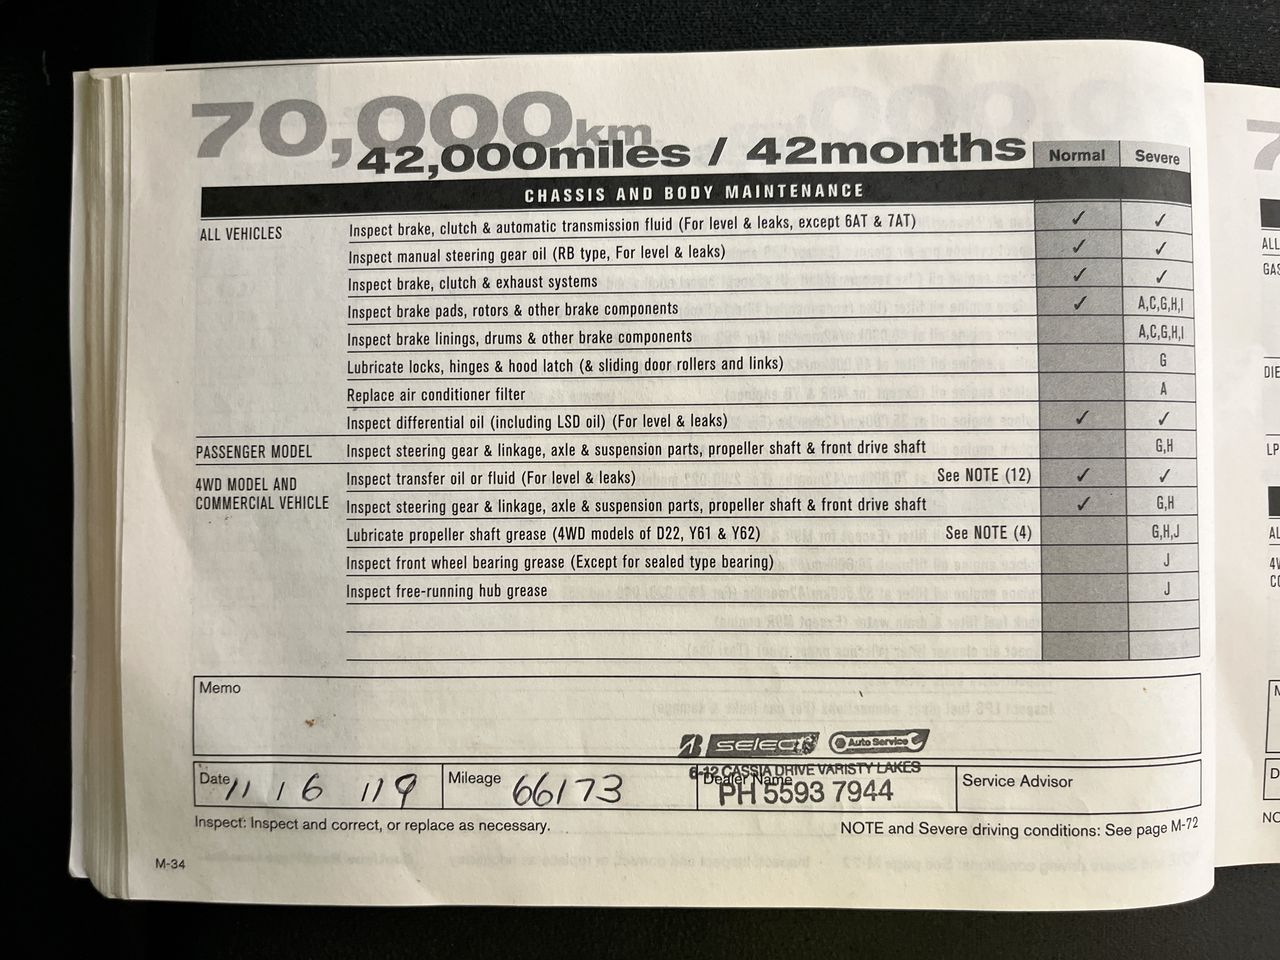 70,000km
42,000miles / 42months
Normal Severe
CHASSIS AND BODY MAINTENANCE
ALL VEHICLES Inspect brake, clutch & automatic transmission fluid (For level & leaks, except 6AT & 7AT) ✓ ✓
Inspect manual steering gear oil (RB type, For level & leaks) ✓ ✓
Inspect brake, clutch & exhaust systems ✓ ✓
Inspect brake pads, rotors & other brake components ✓ A,C,G,H,I
Inspect brake linings, drums & other brake components A,C,G,H,I
Lubricate locks, hinges & hood latch (& sliding door rollers and links) G
Replace air conditioner filter A
Inspect differential oil (including LSD oil) (For level & leaks) ✓ ✓
PASSENGER MODEL Inspect steering gear & linkage, axle & suspension parts, propeller shaft & front drive shaft G,H
4WD MODEL AND COMMERCIAL VEHICLE Inspect transfer oil or fluid (For level & leaks) See NOTE (12) ✓ ✓
Inspect steering gear & linkage, axle & suspension parts, propeller shaft & front drive shaft ✓ G,H
Lubricate propeller shaft grease (4WD models of D22, Y61 & Y62) See NOTE (4) G,H,J
Inspect front wheel bearing grease (Except for sealed type bearing) J
Inspect free-running hub grease J
Memo
SELECT Auto Service
6-12 CASSIA DRIVE VARISTY LAKES
PH 5593 7944
Date 11 / 6 / 19 Mileage 66173 Dealer Name Service Advisor
Inspect: Inspect and correct, or replace as necessary. NOTE and Severe driving conditions: See page M-72
M-34